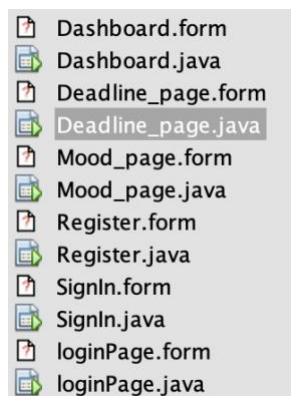 Dashboard.form
Dashboard.java
Deadline_page.form
Deadline_page.java
Mood_page.form
Mood_page.java
Register.form
Register.java
SignIn.form
SignIn.java
loginPage.form
loginPage.java